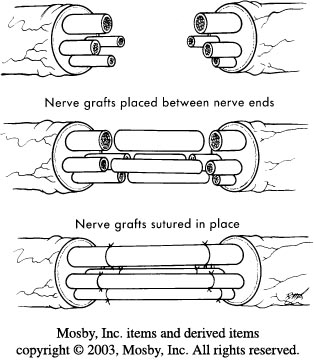 Nerve grafts placed between nerve ends
Nerve grafts sutured in place
Mosby, Inc. items and derived items
copyright © 2003, Mosby, Inc. All rights reserved.